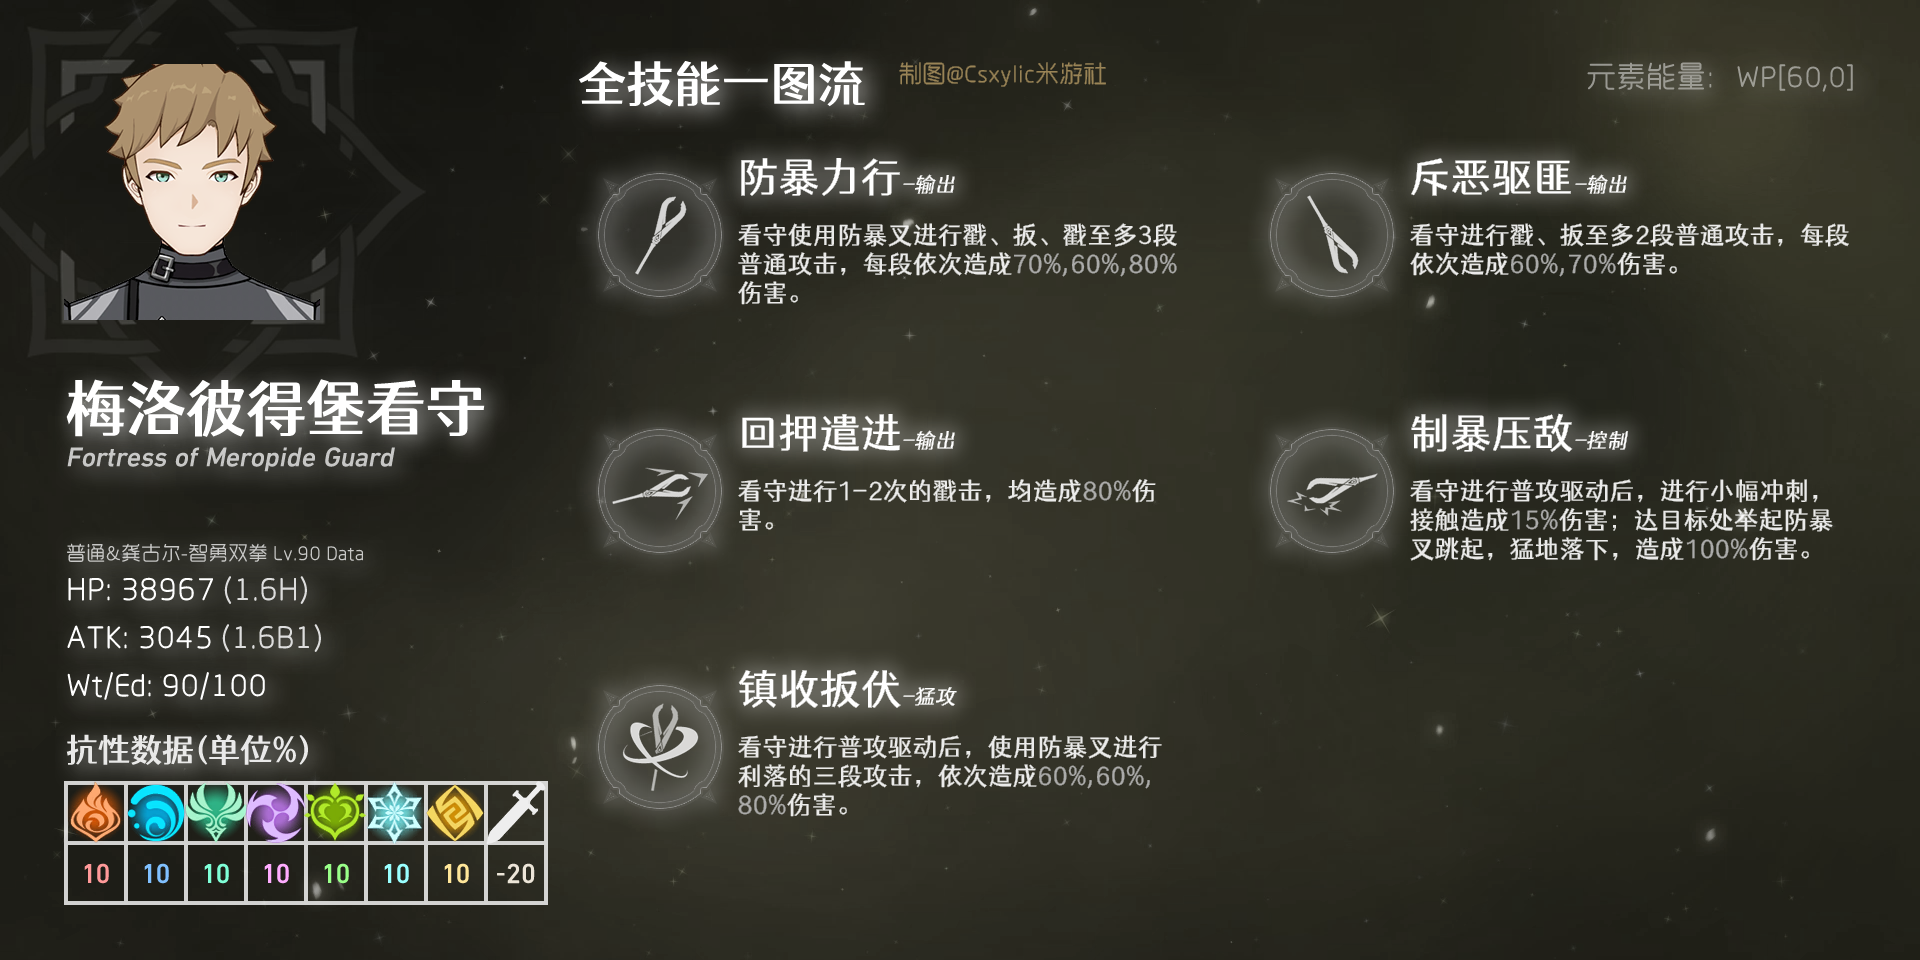 全技能一图流 制图@Csxylic米游社
元素能量: WP[60,0]
梅洛彼得堡看守
Fortress of Meropide Guard
普通&龚古尔-智勇双拳 Lv.90 Data
HP: 38967 (1.6H)
ATK: 3045 (1.6B1)
Wt/Ed: 90/100
抗性数据(单位%)
10 10 10 10 10 10 10 -20
防暴力行-输出
看守使用防暴叉进行戳、扳、戳至多3段
普通攻击，每段依次造成70%,60%,80%
伤害。
斥恶驱匪-输出
看守进行戳、扳至多2段普通攻击，每段
依次造成60%,70%伤害。
回押遣进-输出
看守进行1-2次的戳击，均造成80%伤
害。
制暴压敌-控制
看守进行普攻驱动后，进行小幅冲刺，
接触造成15%伤害；达目标处举起防暴
叉跳起，猛地落下，造成100%伤害。
镇收扳伏-猛攻
看守进行普攻驱动后，使用防暴叉进行
利落的三段攻击，依次造成60%,60%,
80%伤害。